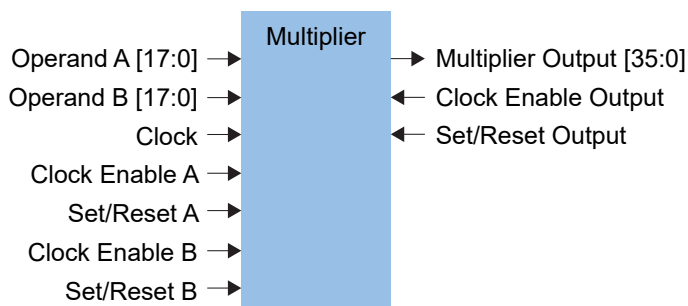 Multiplier
Operand A [17:0]
Operand B [17:0]
Clock
Clock Enable A
Set/Reset A
Clock Enable B
Set/Reset B
Multiplier Output [35:0]
Clock Enable Output
Set/Reset Output